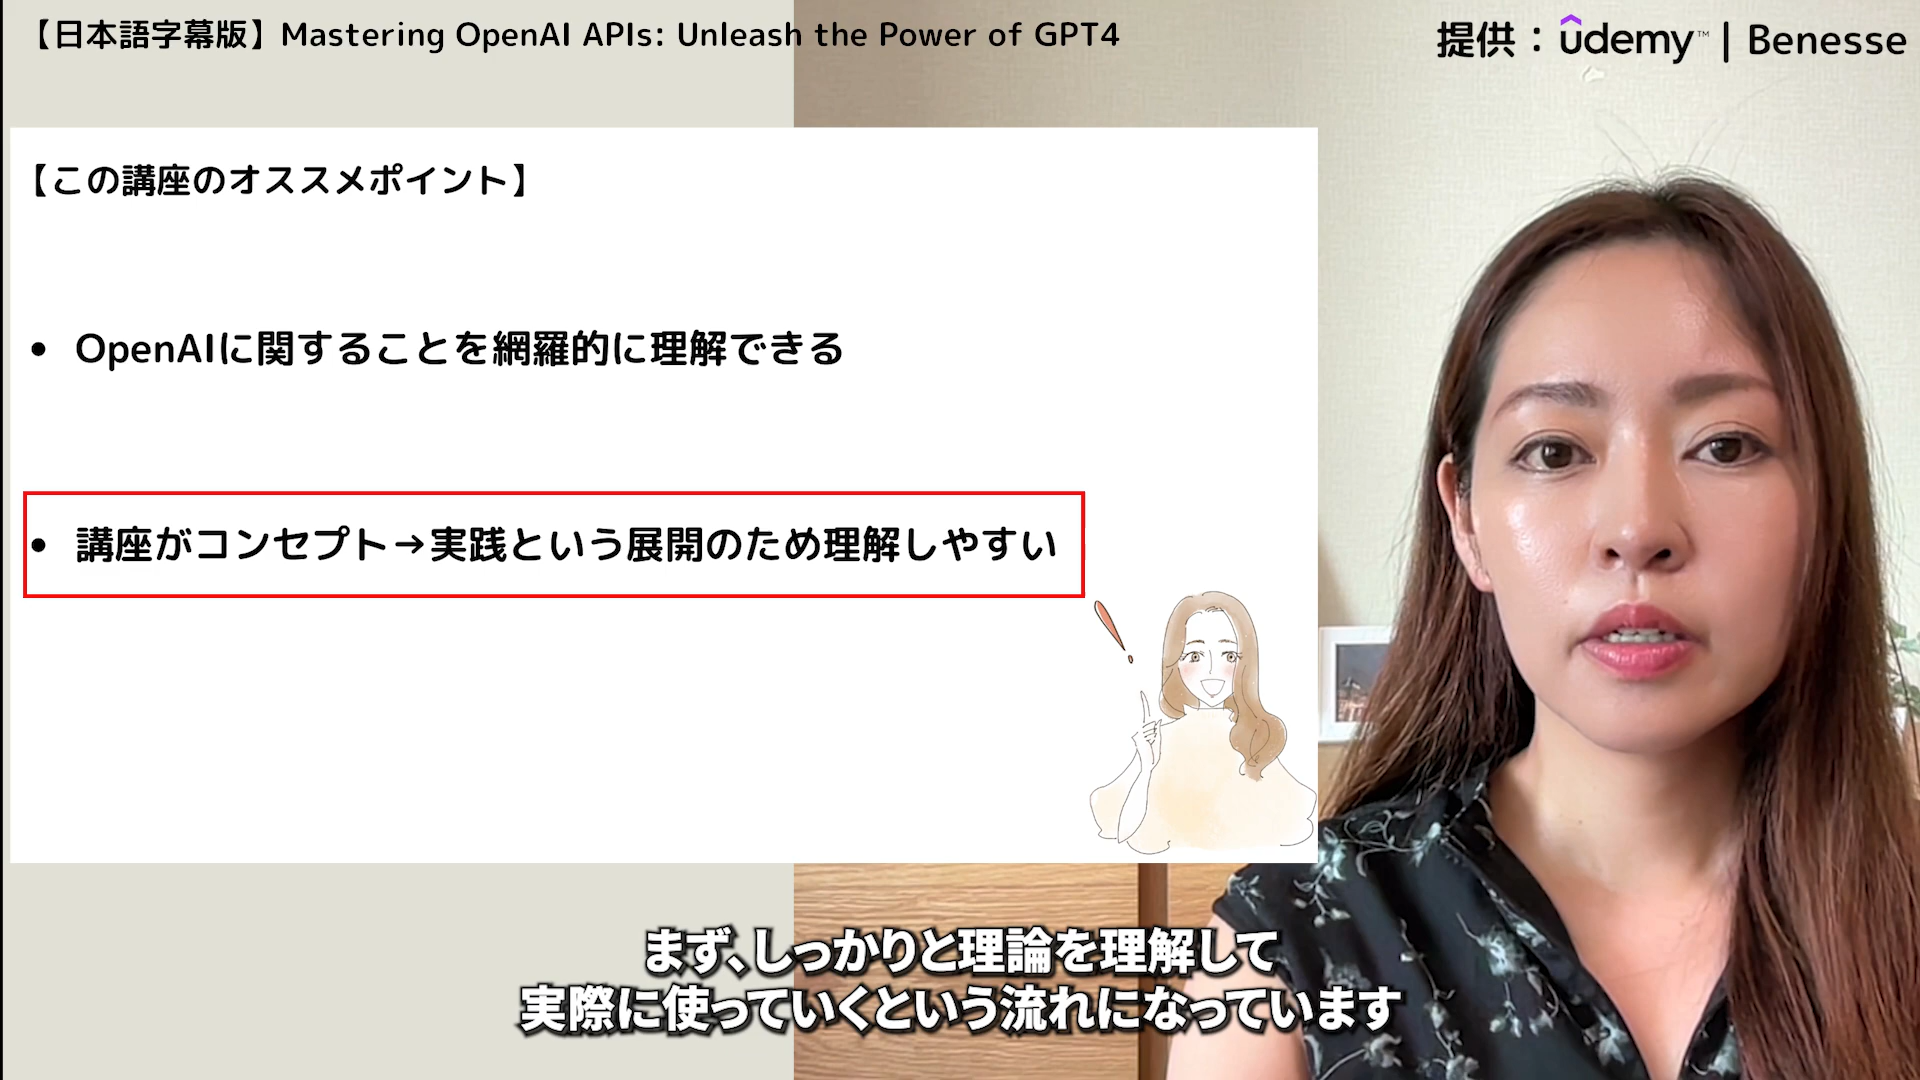 【日本語字幕版】Mastering OpenAI APIs: Unleash the Power of GPT4
提供：ûdemy™ | Benesse
【この講座のオススメポイント】
• OpenAIに関することを網羅的に理解できる
• 講座がコンセプト→実践という展開のため理解しやすい
まず、しっかりと理論を理解して
実際に使っていくという流れになっています